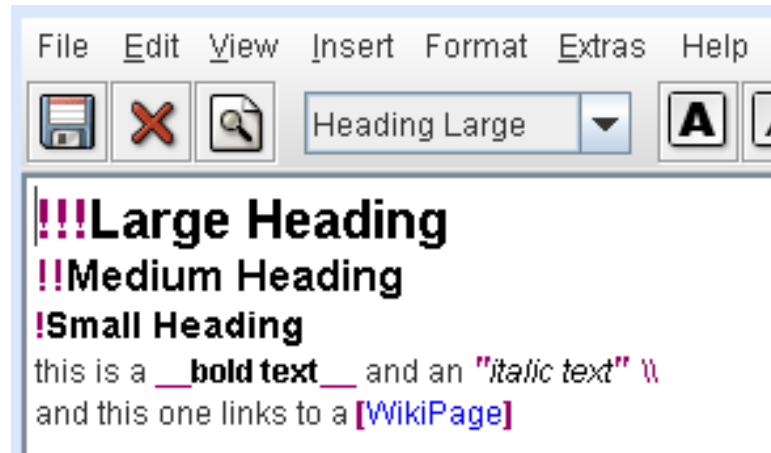 File Edit View Insert Format Extras Help
Heading Large A
!!!Large Heading
!!Medium Heading
!Small Heading
this is a __bold text__ and an ''italic text'' \\
and this one links to a [WikiPage]